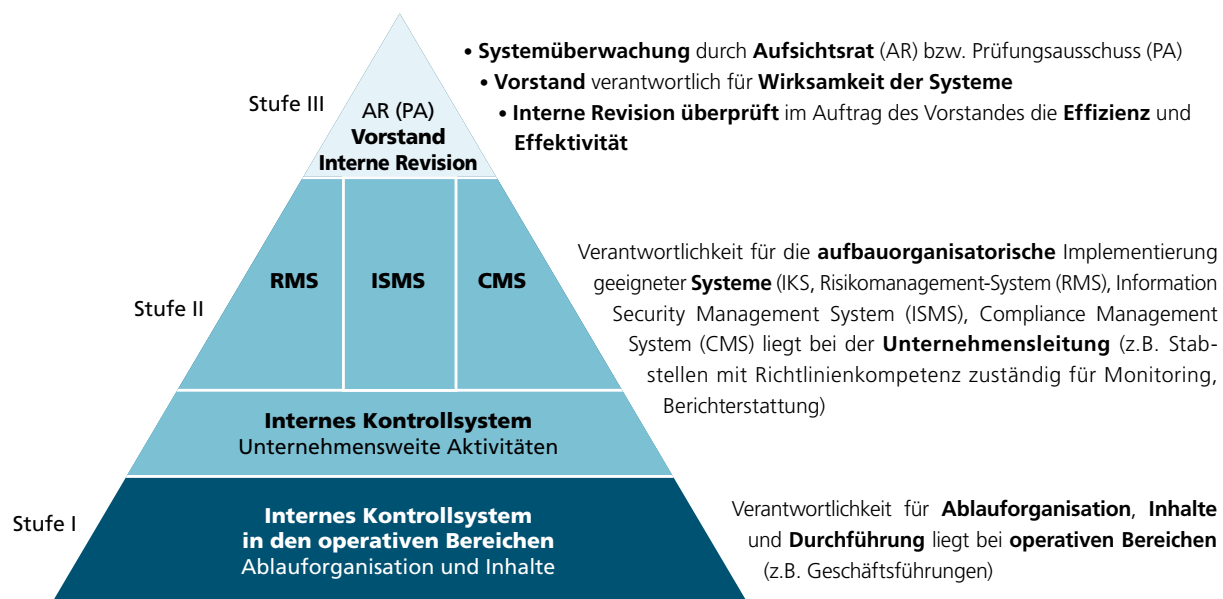 Stufe III
AR (PA)
Vorstand
Interne Revision
• Systemüberwachung durch Aufsichtsrat (AR) bzw. Prüfungsausschuss (PA)
• Vorstand verantwortlich für Wirksamkeit der Systeme
• Interne Revision überprüft im Auftrag des Vorstandes die Effizienz und
Effektivität
Stufe II
RMS
ISMS
CMS
Internes Kontrollsystem
Unternehmensweite Aktivitäten
Verantwortlichkeit für die aufbauorganisatorische Implementierung
geeigneter Systeme (IKS, Risikomanagement-System (RMS), Information
Security Management System (ISMS), Compliance Management
System (CMS) liegt bei der Unternehmensleitung (z.B. Stab-
stellen mit Richtlinienkompetenz zuständig für Monitoring,
Berichterstattung)
Stufe I
Internes Kontrollsystem
in den operativen Bereichen
Ablauforganisation und Inhalte
Verantwortlichkeit für Ablauforganisation, Inhalte
und Durchführung liegt bei operativen Bereichen
(z.B. Geschäftsführungen)